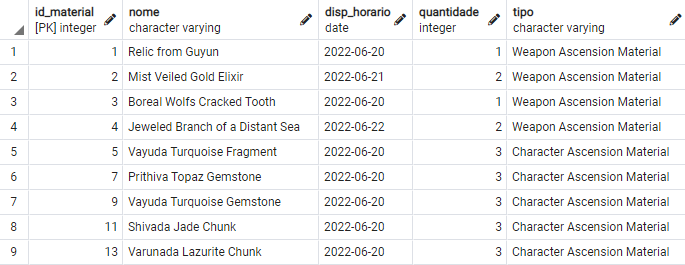 id_material nome disp_horario quantidade tipo
[PK] integer character varying date integer character varying
1 1 Relic from Guyun 2022-06-20 1 Weapon Ascension Material
2 2 Mist Veiled Gold Elixir 2022-06-21 2 Weapon Ascension Material
3 3 Boreal Wolfs Cracked Tooth 2022-06-20 1 Weapon Ascension Material
4 4 Jeweled Branch of a Distant Sea 2022-06-22 2 Weapon Ascension Material
5 5 Vayuda Turquoise Fragment 2022-06-20 3 Character Ascension Material
6 7 Prithiva Topaz Gemstone 2022-06-20 3 Character Ascension Material
7 9 Vayuda Turquoise Gemstone 2022-06-20 3 Character Ascension Material
8 11 Shivada Jade Chunk 2022-06-20 3 Character Ascension Material
9 13 Varunada Lazurite Chunk 2022-06-20 3 Character Ascension Material